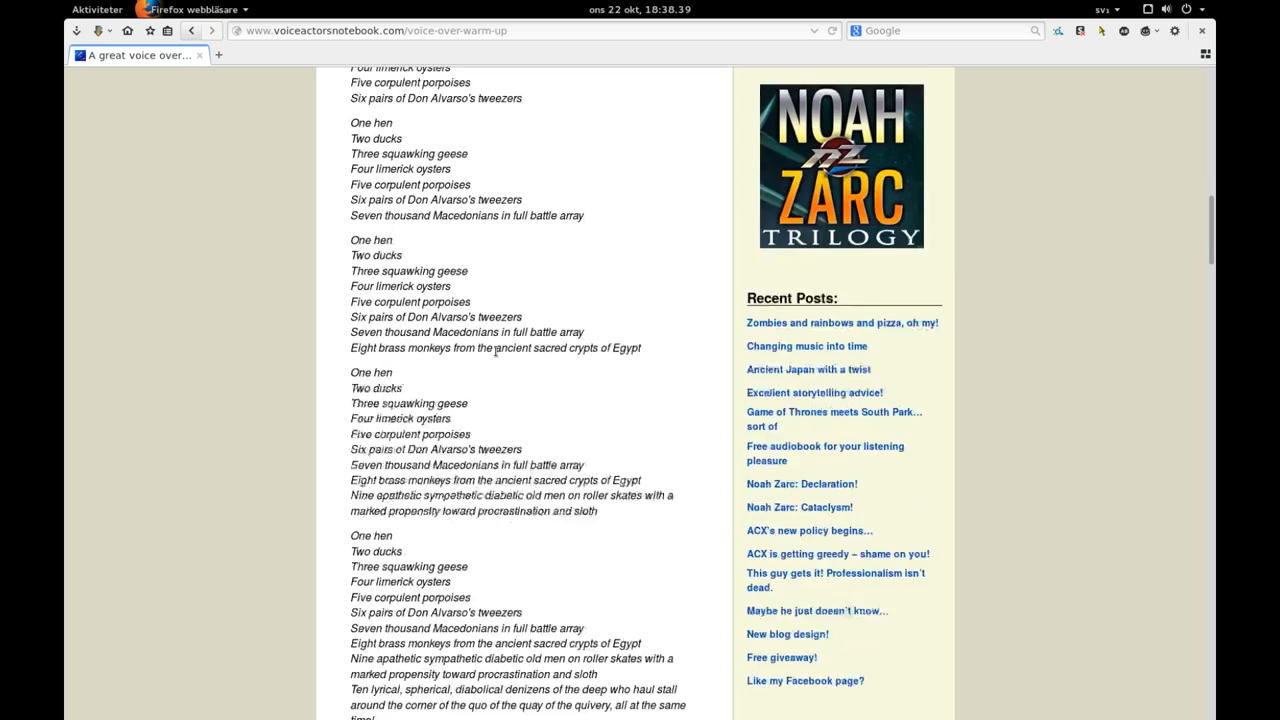 Aktiviteter
Firefox webbläsare
ons 22 okt, 18:38.39
sv1
www.voiceactorsnotebook.com/voice-over-warm-up
Google
A great voice over...
Four limerick oysters
Five corpulent porpoises
Six pairs of Don Alvarso's tweezers
One hen
Two ducks
Three squawking geese
Four limerick oysters
Five corpulent porpoises
Six pairs of Don Alvarso's tweezers
Seven thousand Macedonians in full battle array
One hen
Two ducks
Three squawking geese
Four limerick oysters
Five corpulent porpoises
Six pairs of Don Alvarso's tweezers
Seven thousand Macedonians in full battle array
Eight brass monkeys from the ancient sacred crypts of Egypt
One hen
Two ducks
Three squawking geese
Four limerick oysters
Five corpulent porpoises
Six pairs of Don Alvarso's tweezers
Seven thousand Macedonians in full battle array
Eight brass monkeys from the ancient sacred crypts of Egypt
Nine apathetic sympathetic diabetic old men on roller skates with a
marked propensity toward procrastination and sloth
One hen
Two ducks
Three squawking geese
Four limerick oysters
Five corpulent porpoises
Six pairs of Don Alvarso's tweezers
Seven thousand Macedonians in full battle array
Eight brass monkeys from the ancient sacred crypts of Egypt
Nine apathetic sympathetic diabetic old men on roller skates with a
marked propensity toward procrastination and sloth
Ten lyrical, spherical, diabolical denizens of the deep who haul stall
around the corner of the quo of the quay of the quivery, all at the same
time!
NOAH
NZ
ZARC
TRILOGY
Recent Posts:
Zombies and rainbows and pizza, oh my!
Changing music into time
Ancient Japan with a twist
Excellent storytelling advice!
Game of Thrones meets South Park...
sort of
Free audiobook for your listening
pleasure
Noah Zarc: Declaration!
Noah Zarc: Cataclysm!
ACX's new policy begins...
ACX is getting greedy – shame on you!
This guy gets it! Professionalism isn't
dead.
Maybe he just doesn't know...
New blog design!
Free giveaway!
Like my Facebook page?